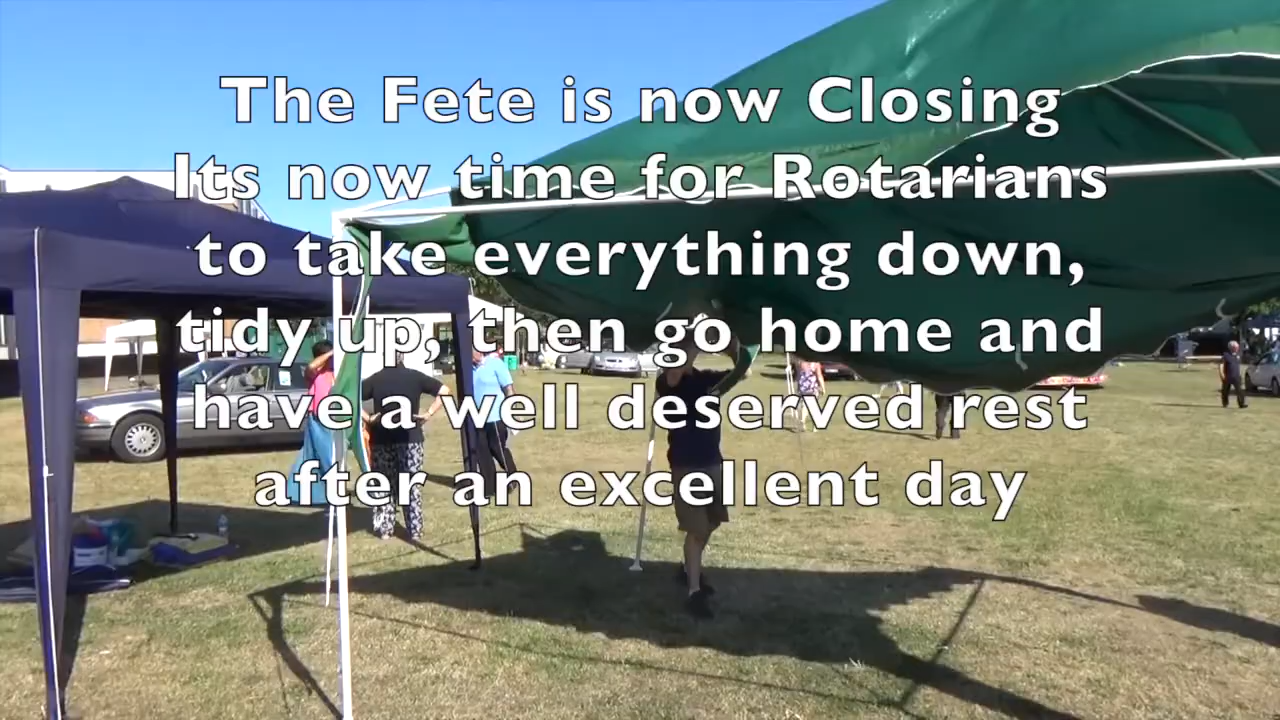 The Fete is now Closing
Its now time for Rotarians
to take everything down,
tidy up, then go home and
have a well deserved rest
after an excellent day